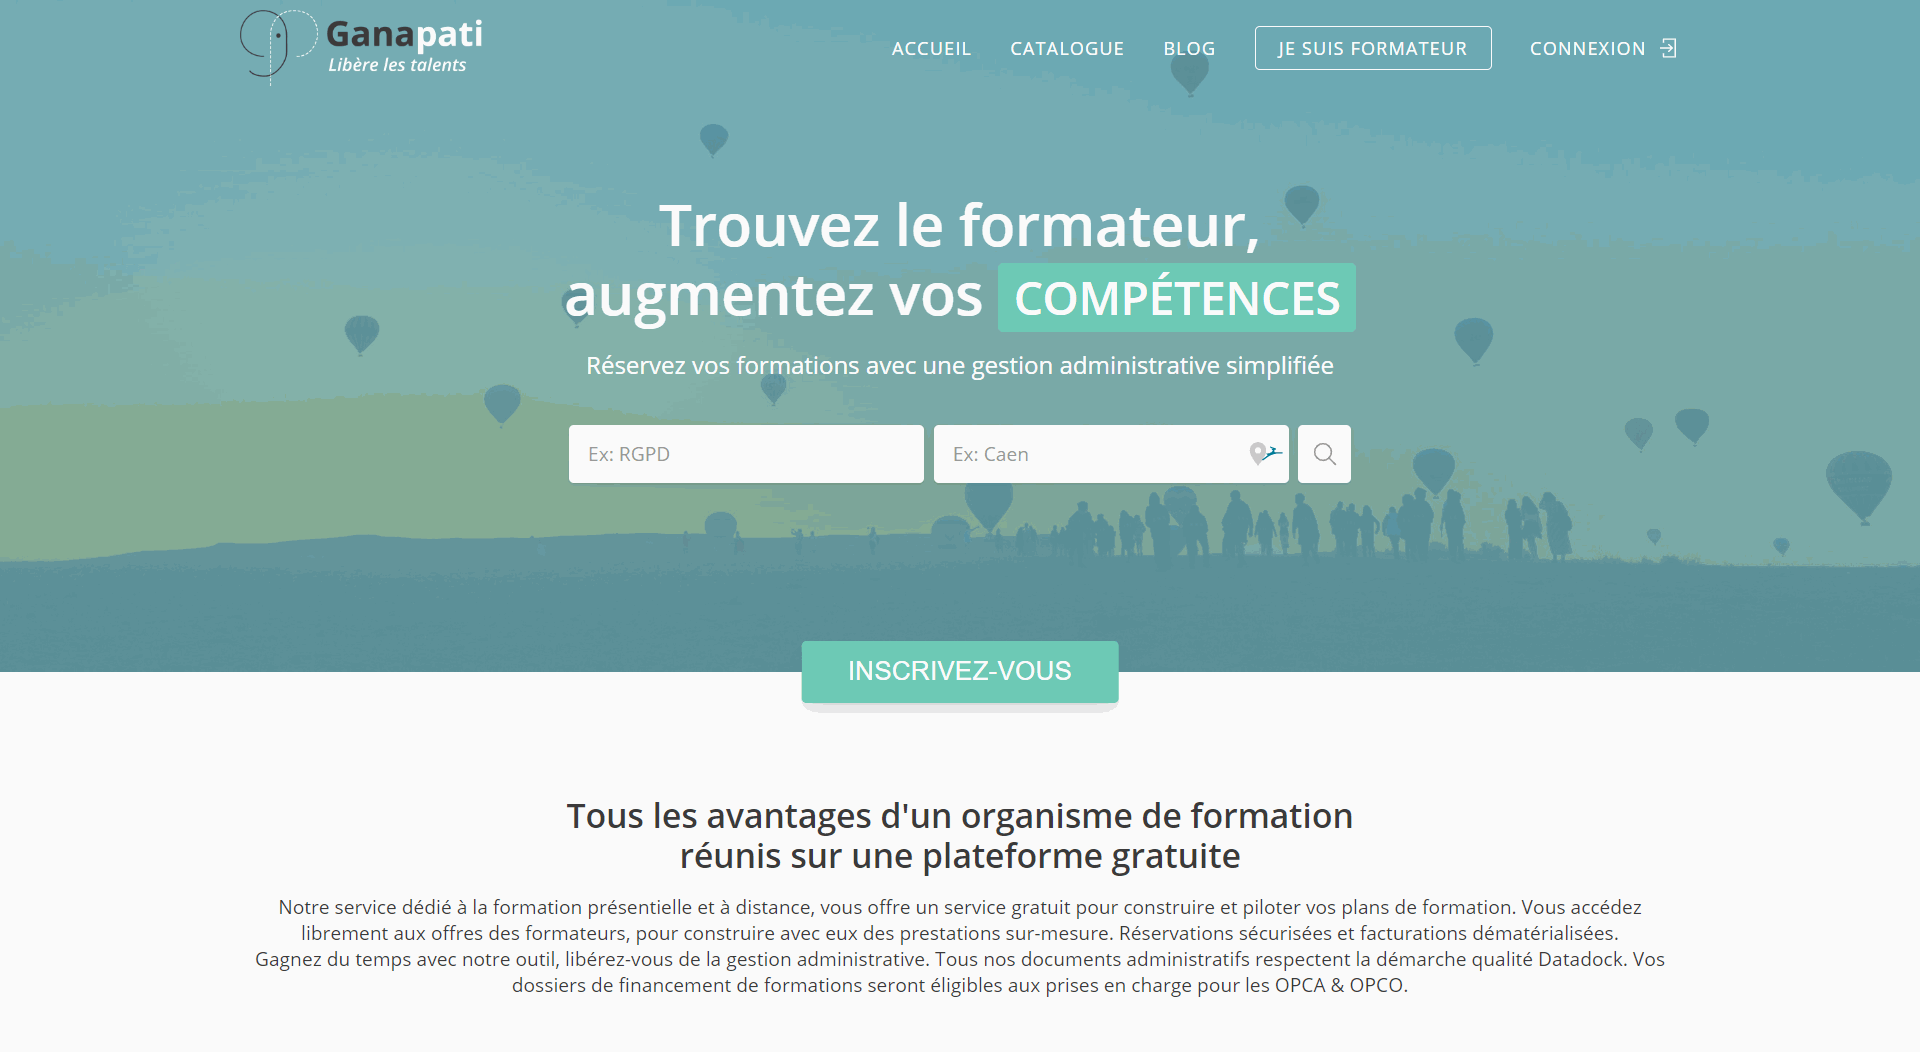 Ganapati
Libère les talents
ACCUEIL
CATALOGUE
BLOG
JE SUIS FORMATEUR
CONNEXION
Trouvez le formateur,
augmentez vos COMPÉTENCES
Réservez vos formations avec une gestion administrative simplifiée
Ex: RGPD
Ex: Caen
INSCRIVEZ-VOUS
Tous les avantages d'un organisme de formation
réunis sur une plateforme gratuite
Notre service dédié à la formation présentielle et à distance, vous offre un service gratuit pour construire et piloter vos plans de formation. Vous accédez
librement aux offres des formateurs, pour construire avec eux des prestations sur-mesure. Réservations sécurisées et facturations dématérialisées.
Gagnez du temps avec notre outil, libérez-vous de la gestion administrative. Tous nos documents administratifs respectent la démarche qualité Datadock. Vos
dossiers de financement de formations seront éligibles aux prises en charge pour les OPCA & OPCO.